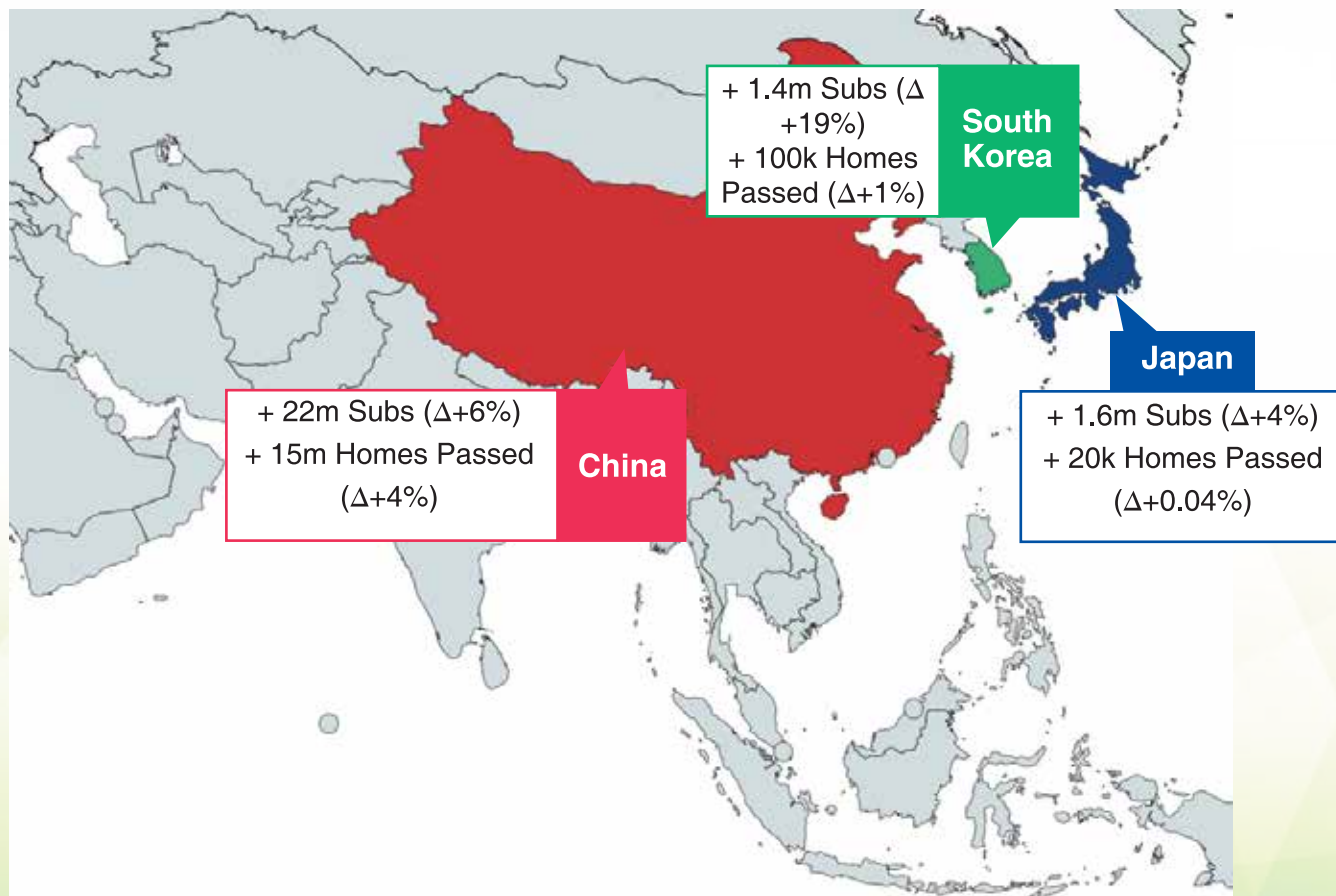 + 1.4m Subs (Δ
+19%)
+ 100k Homes
Passed (Δ+1%)
South
Korea
Japan
+ 1.6m Subs (Δ+4%)
+ 20k Homes Passed
(Δ+0.04%)
+ 22m Subs (Δ+6%)
+ 15m Homes Passed
(Δ+4%)
China